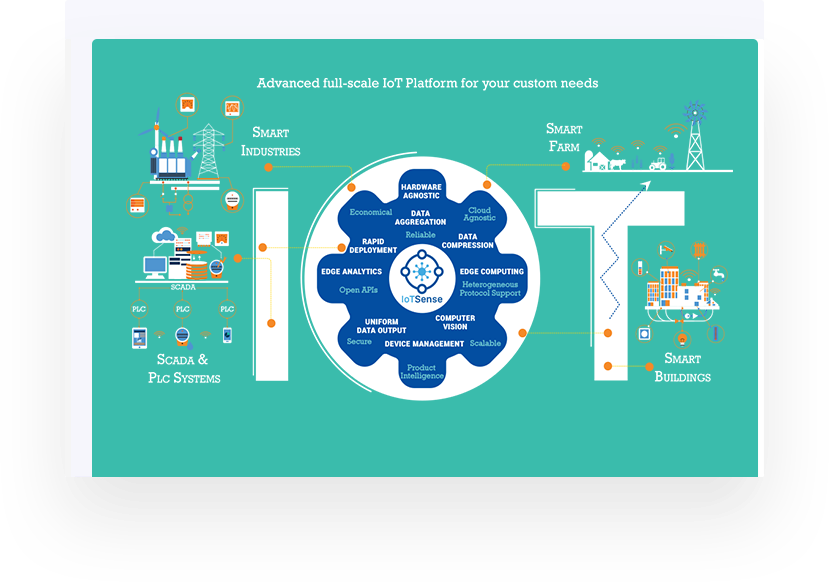 Advanced full-scale IoT Platform for your custom needs
SMART
INDUSTRIES
SMART
FARM
HARDWARE
AGNOSTIC
Economical
DATA
AGGREGATION
Cloud
Agnostic
Reliable
RAPID
DEPLOYMENT
DATA
COMPRESSION
EDGE ANALYTICS
EDGE COMPUTING
Open APIs
IoTSense
Heterogeneous
Protocol Support
UNIFORM
DATA OUTPUT
COMPUTER
VISION
Secure
DEVICE MANAGEMENT
Scalable
Product
Intelligence
SCADA
PLC
PLC
PLC
SCADA &
PLC SYSTEMS
SMART
BUILDINGS
IOT